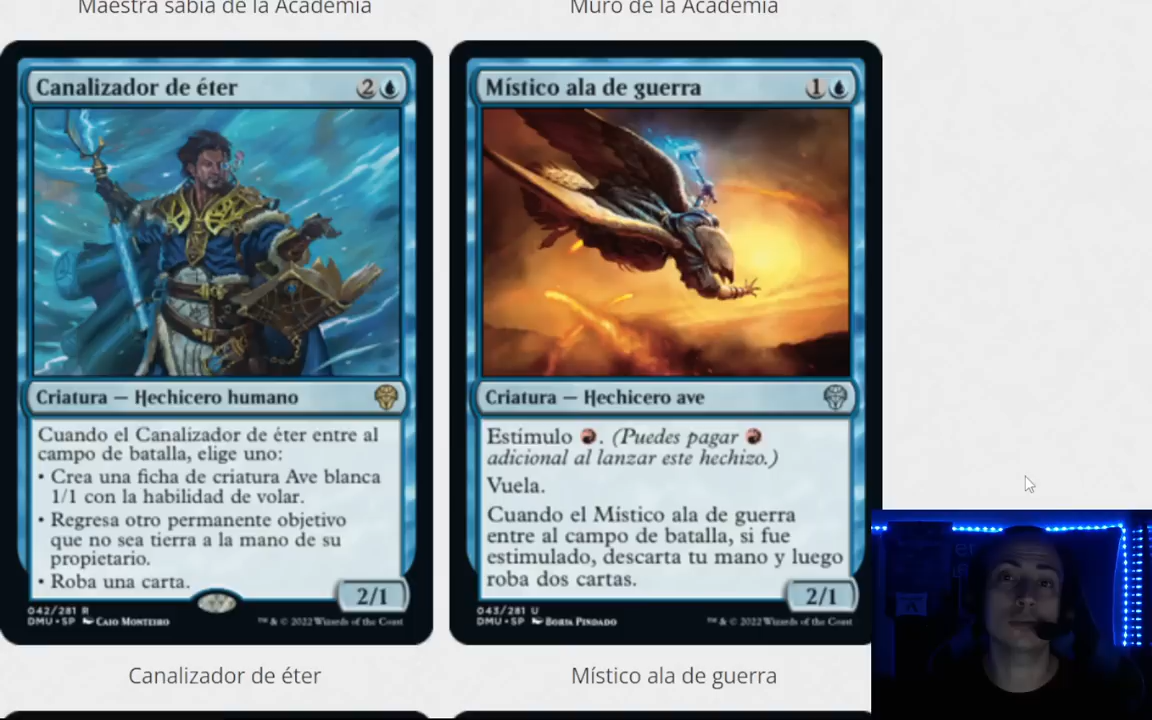 Maestra sabia de la Academia
Muro de la Academia
Canalizador de éter
2
Criatura — Hechicero humano
Cuando el Canalizador de éter entre al
campo de batalla, elige uno:
• Crea una ficha de criatura Ave blanca
1/1 con la habilidad de volar.
• Regresa otro permanente objetivo
que no sea tierra a la mano de su
propietario.
• Roba una carta.
2/1
042/281 R
DMU • SP CAIO MONTEIRO
™ & © 2022 Wizards of the Coast
Canalizador de éter
Místico ala de guerra
1
Criatura — Hechicero ave
Estímulo . (Puedes pagar
adicional al lanzar este hechizo.)
Vuela.
Cuando el Místico ala de guerra
entre al campo de batalla, si fue
estimulado, descarta tu mano y luego
roba dos cartas.
2/1
043/281 U
DMU • SP BORJA PINDADO
™ & © 2022 Wizards of the Coast
Místico ala de guerra